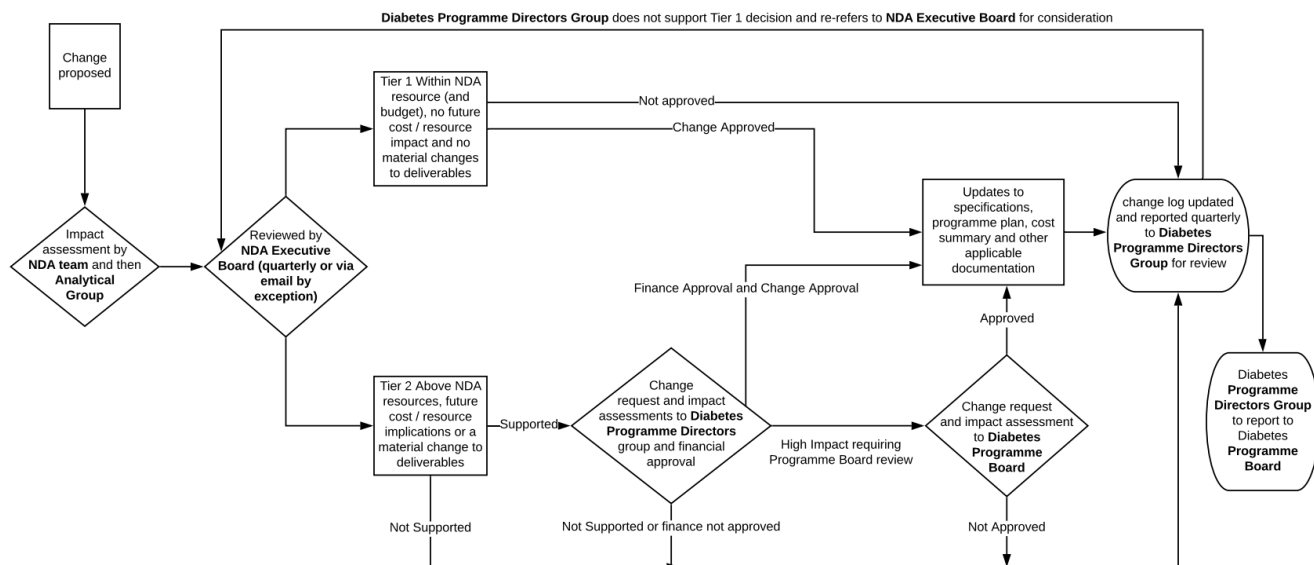 Diabetes Programme Directors Group does not support Tier 1 decision and re-refers to NDA Executive Board for consideration
Change
proposed
Tier 1 Within NDA
resource (and
budget), no future
cost / resource
impact and no
material changes
to deliverables
Not approved
Change Approved
Impact
assessment by
NDA team and then
Analytical
Group
Reviewed by
NDA Executive
Board (quarterly or via
email by
exception)
Updates to
specifications,
programme plan, cost
summary and other
applicable
documentation
change log updated
and reported quarterly
to Diabetes
Programme Directors
Group for review
Finance Approval and Change Approval
Approved
Tier 2 Above NDA
resources, future
cost / resource
implications or a
material change to
deliverables
Supported
Change
request and impact
assessments to Diabetes
Programme Directors
group and financial
approval
High Impact requiring
Programme Board review
Change request
and impact assessment
to Diabetes
Programme
Board
Diabetes
Programme
Directors Group
to report to
Diabetes
Programme
Board
Not Supported
Not Supported or finance not approved
Not Approved